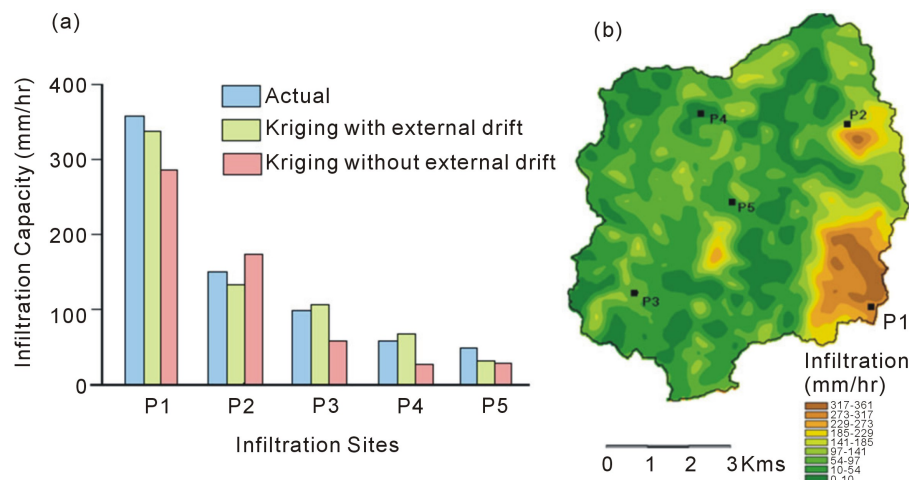 (a)
400
300
200
100
0
Infiltration Capacity (mm/hr)
Actual
Kriging with external drift
Kriging without external drift
P1 P2 P3 P4 P5
Infiltration Sites
(b)
P4
P2
P5
P3
P1
Infiltration
(mm/hr)
317-361
273-317
229-273
185-229
141-185
97-141
54-97
10-54
0-10
0 1 2 3 Kms